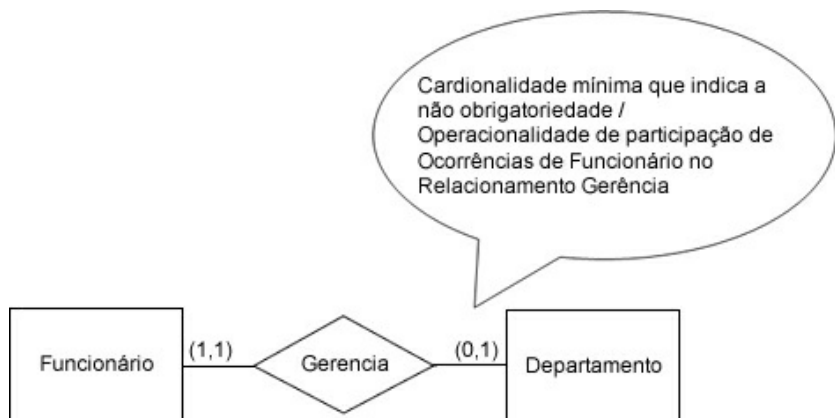 Cardionalidade mínima que indica a
não obrigatoriedade /
Operacionalidade de participação de
Ocorrências de Funcionário no
Relacionamento Gerência
Funcionário
(1,1)
Gerencia
(0,1)
Departamento